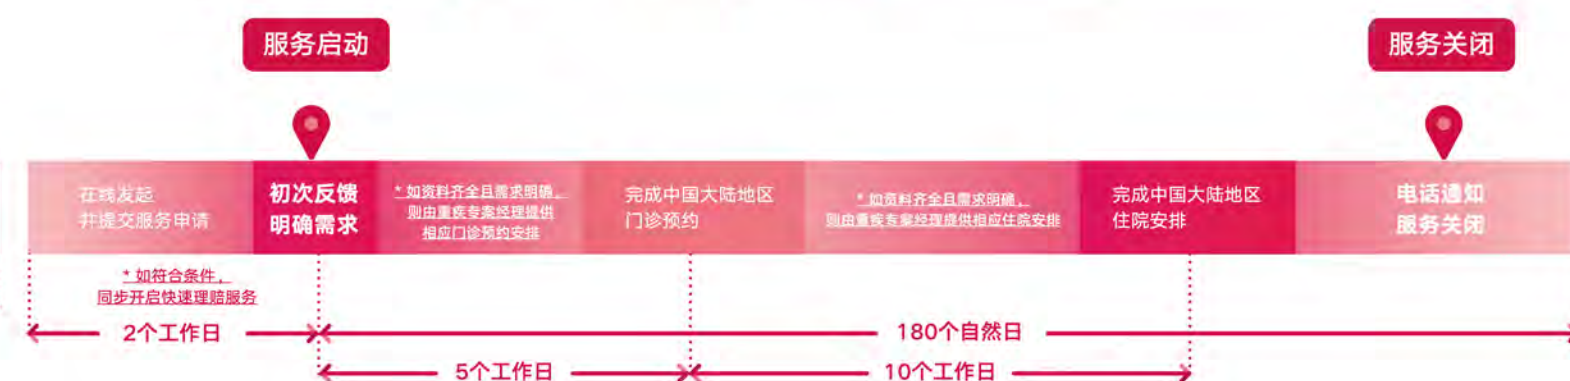 服务启动
服务关闭
在线发起
并提交服务申请
初次反馈
明确需求
* 如资料齐全且需求明确，
则由重疾专案经理提供
相应门诊预约安排
完成中国大陆地区
门诊预约
* 如资料齐全且需求明确，
则由重疾专案经理提供相应住院安排
完成中国大陆地区
住院安排
电话通知
服务关闭
* 如符合条件，
同步开启快速理赔服务
2个工作日
180个自然日
5个工作日
10个工作日